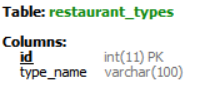 Table: restaurant_types
Columns:
id int(11) PK
type_name varchar(100)